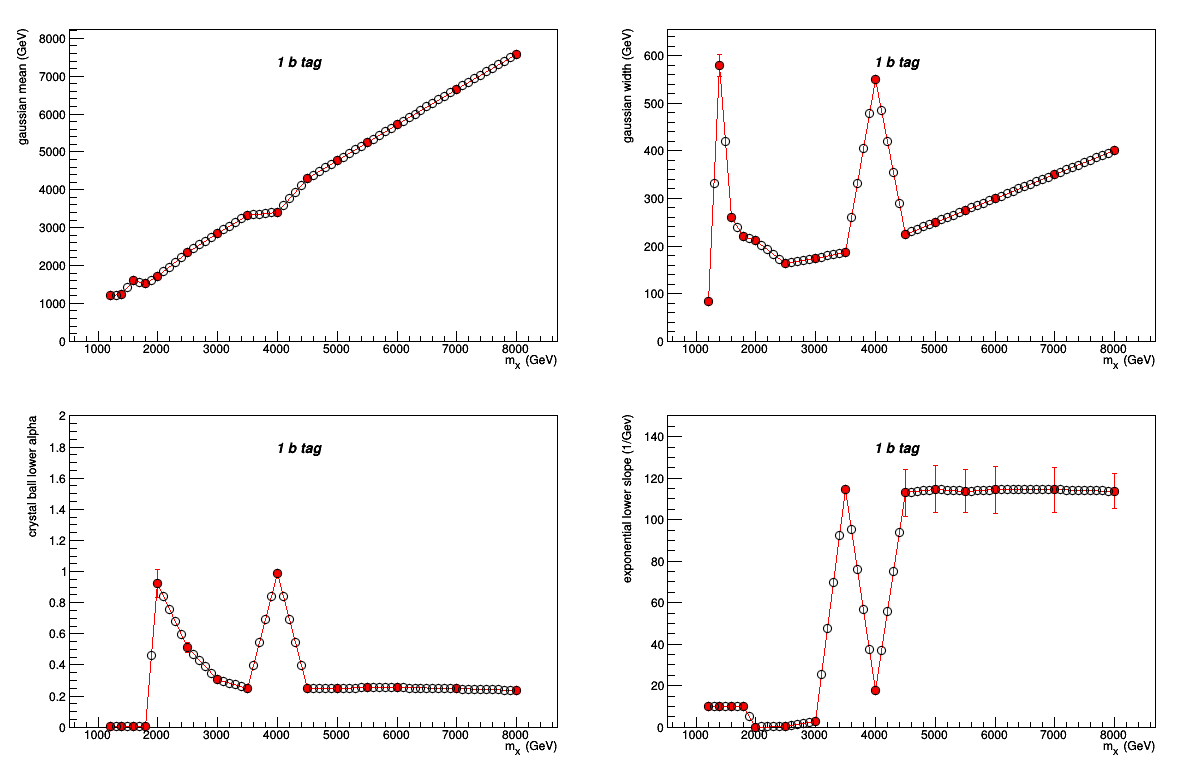 gaussian mean (GeV)
1 b tag
8000
7000
6000
5000
4000
3000
2000
1000
0
1000 2000 3000 4000 5000 6000 7000 8000
m_x (GeV)
gaussian width (GeV)
1 b tag
600
500
400
300
200
100
0
1000 2000 3000 4000 5000 6000 7000 8000
m_x (GeV)
crystal ball lower alpha
1 b tag
2
1.8
1.6
1.4
1.2
1
0.8
0.6
0.4
0.2
0
1000 2000 3000 4000 5000 6000 7000 8000
m_x (GeV)
exponential lower slope (1/Gev)
1 b tag
140
120
100
80
60
40
20
0
1000 2000 3000 4000 5000 6000 7000 8000
m_x (GeV)